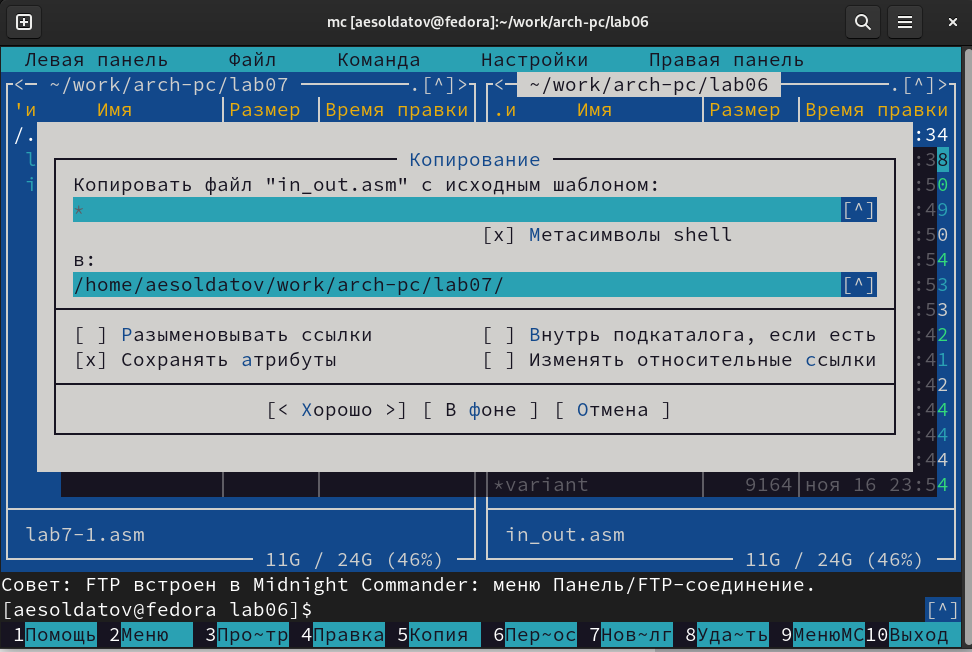 mc [aesoldatov@fedora]:~/work/arch-pc/lab06
Левая панель Файл Команда Настройки Правая панель
<— ~/work/arch-pc/lab07 .[^]> <— ~/work/arch-pc/lab06 .[^]>
'и Имя Размер Время правки .и Имя Размер Время правки
/. :34
l :38
i :50
Копирование
Копировать файл "in_out.asm" с исходным шаблоном:
* [^] :49
[x] Метасимволы shell :50
в: :54
/home/aesoldatov/work/arch-pc/lab07/ [^] :53
:53
[ ] Разыменовывать ссылки [ ] Внутрь подкаталога, если есть :42
[x] Сохранять атрибуты [ ] Изменять относительные ссылки :41
:42
[< Хорошо >] [ В фоне ] [ Отмена ] :44
:44
:44
*variant 9164 ноя 16 23:54
lab7-1.asm in_out.asm
11G / 24G (46%) 11G / 24G (46%)
Совет: FTP встроен в Midnight Commander: меню Панель/FTP-соединение.
[aesoldatov@fedora lab06]$ [^]
1Помощь 2Меню 3Про~тр 4Правка 5Копия 6Пер~ос 7Нов~лг 8Уда~ть 9МенюMC 10Выход